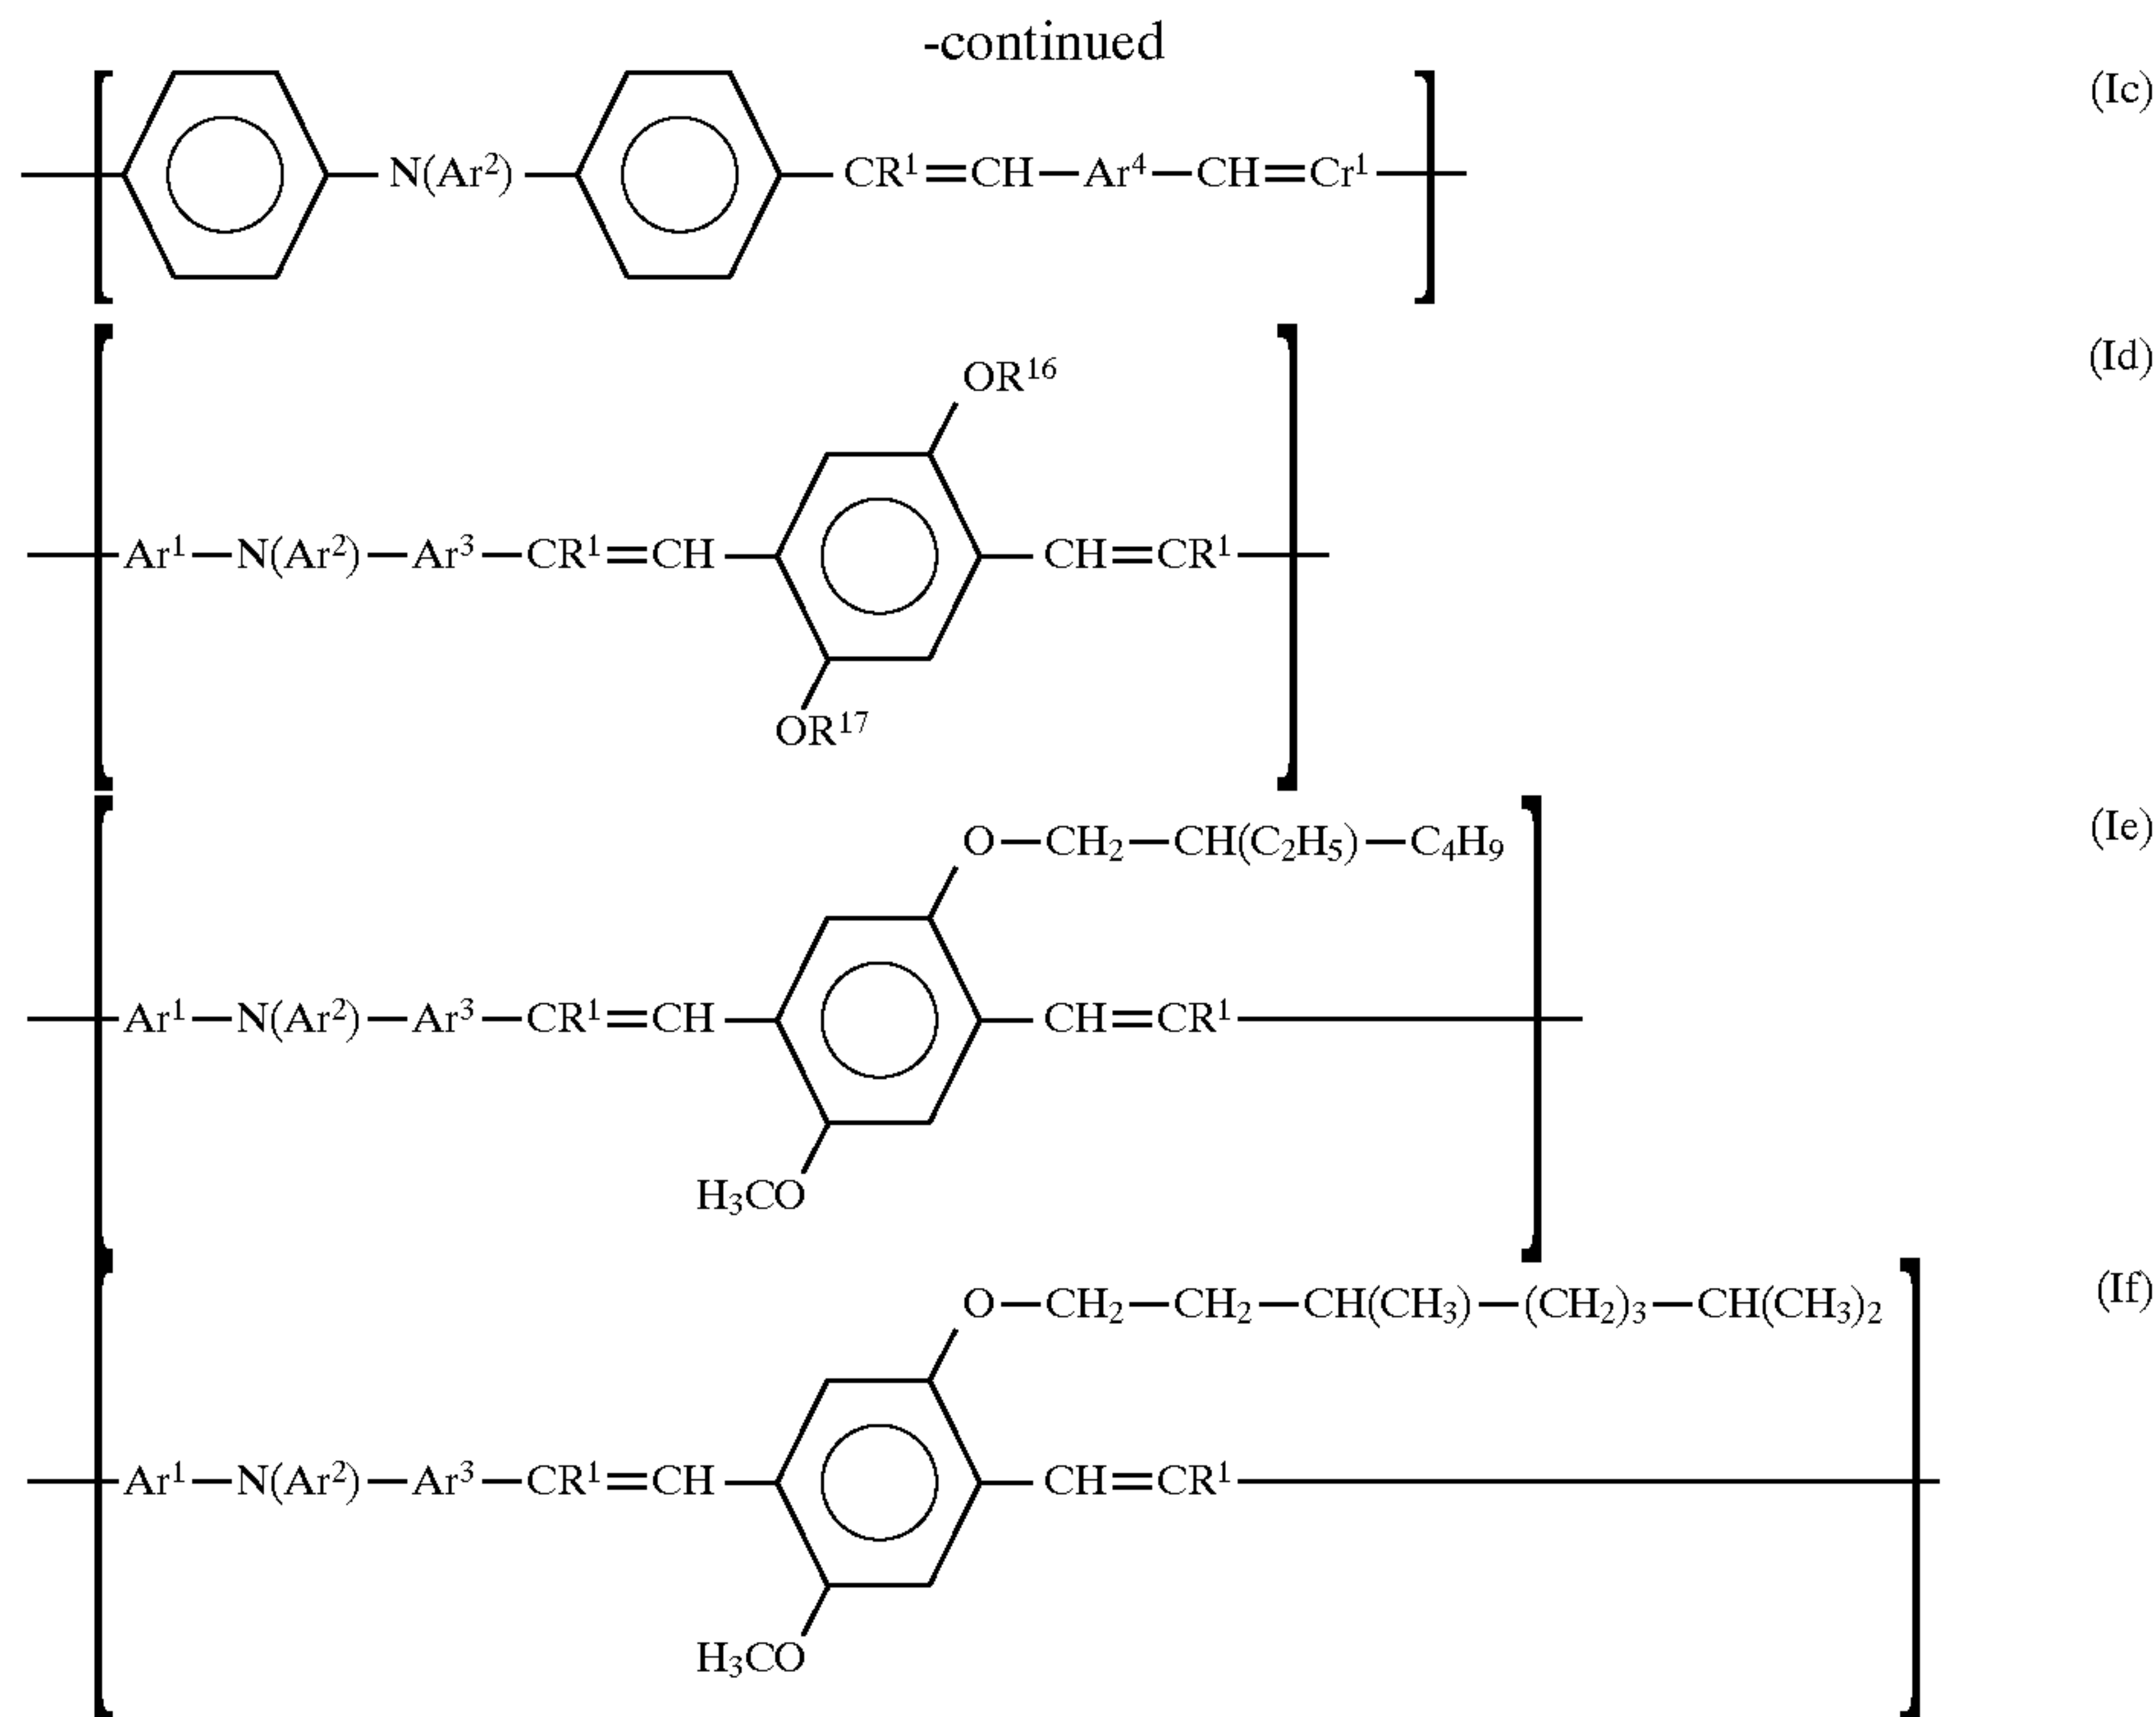 -continued
(Ic)
N(Ar²) CR¹=CH—Ar⁴—CH=Cr¹
(Id)
OR¹⁶
Ar¹—N(Ar²)—Ar³—CR¹=CH CH=CR¹
OR¹⁷
(Ie)
O—CH₂—CH(C₂H₅)—C₄H₉
Ar¹—N(Ar²)—Ar³—CR¹=CH CH=CR¹
H₃CO
(If)
O—CH₂—CH₂—CH(CH₃)—(CH₂)₃—CH(CH₃)₂
Ar¹—N(Ar²)—Ar³—CR¹=CH CH=CR¹
H₃CO